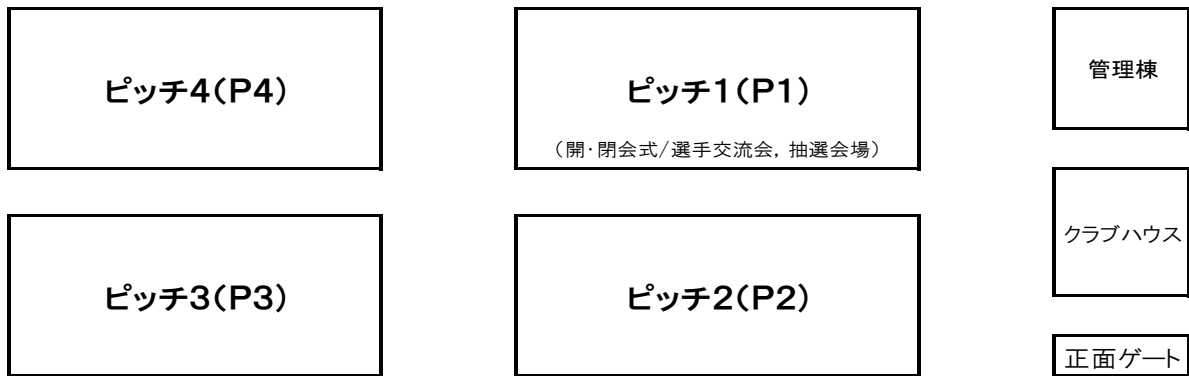 ピッチ4(P4)
ピッチ1(P1)
(開・閉会式/選手交流会, 抽選会場)
管理棟
クラブハウス
ピッチ3(P3)
ピッチ2(P2)
正面ゲート